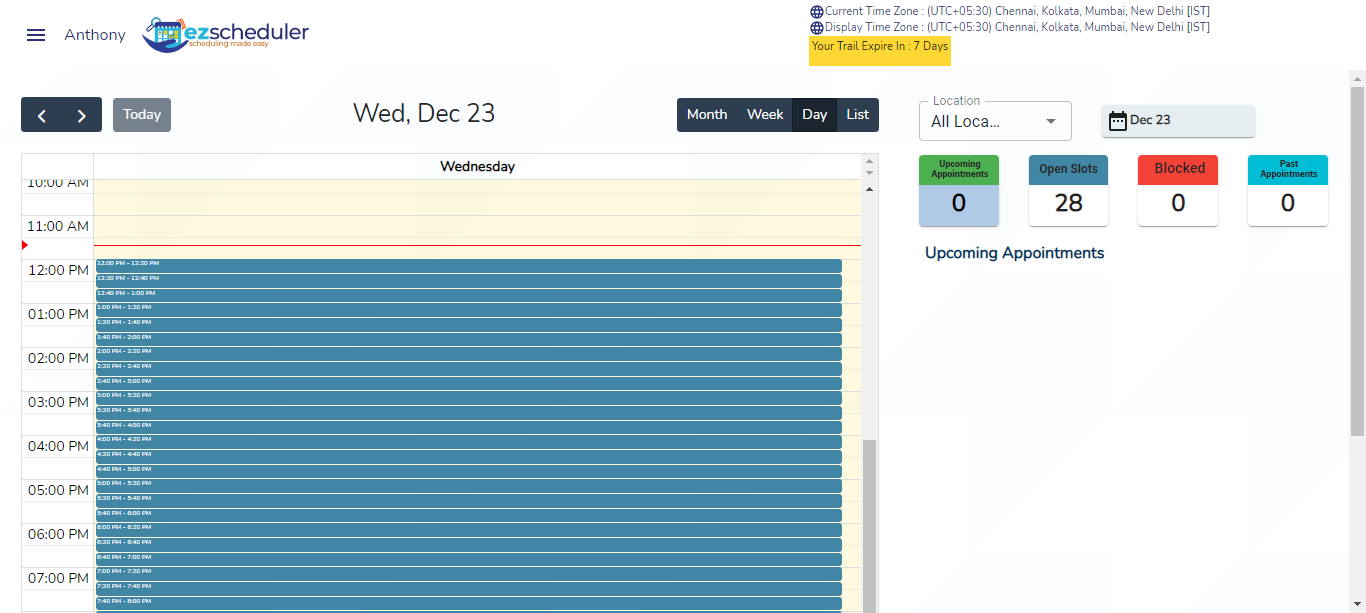 Anthony
ezscheduler
scheduling made easy
Current Time Zone : (UTC+05:30) Chennai, Kolkata, Mumbai, New Delhi [IST]
Display Time Zone : (UTC+05:30) Chennai, Kolkata, Mumbai, New Delhi [IST]
Your Trail Expire In : 7 Days
Today
Wed, Dec 23
Month Week Day List
Location
All Loca...
Dec 23
Upcoming Appointments
0
Open Slots
28
Blocked
0
Past Appointments
0
Upcoming Appointments
Wednesday
10:00 AM
11:00 AM
12:00 PM
12:00 PM - 12:20 PM
12:20 PM - 12:40 PM
12:40 PM - 1:00 PM
01:00 PM
1:00 PM - 1:20 PM
1:20 PM - 1:40 PM
1:40 PM - 2:00 PM
02:00 PM
2:00 PM - 2:20 PM
2:20 PM - 2:40 PM
2:40 PM - 3:00 PM
03:00 PM
3:00 PM - 3:20 PM
3:20 PM - 3:40 PM
3:40 PM - 4:00 PM
04:00 PM
4:00 PM - 4:20 PM
4:20 PM - 4:40 PM
4:40 PM - 5:00 PM
05:00 PM
5:00 PM - 5:20 PM
5:20 PM - 5:40 PM
5:40 PM - 6:00 PM
06:00 PM
6:00 PM - 6:20 PM
6:20 PM - 6:40 PM
6:40 PM - 7:00 PM
07:00 PM
7:00 PM - 7:20 PM
7:20 PM - 7:40 PM
7:40 PM - 8:00 PM